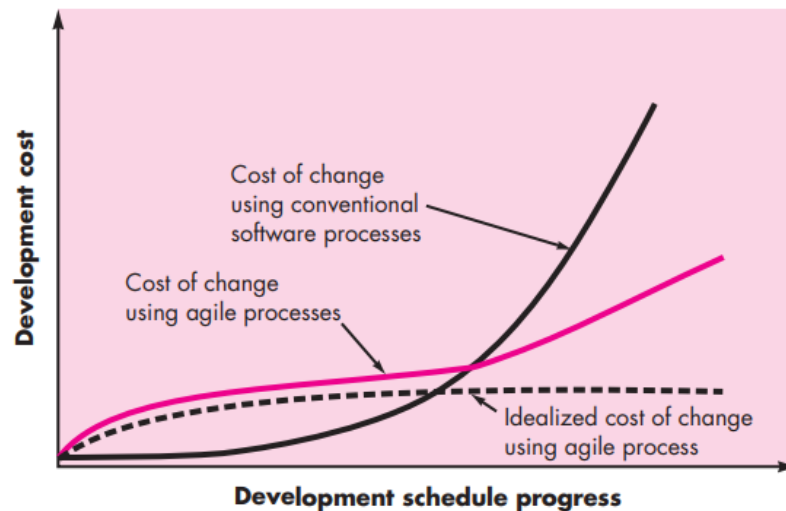 Development cost
Cost of change
using conventional
software processes
Cost of change
using agile processes
Idealized cost of change
using agile process
Development schedule progress